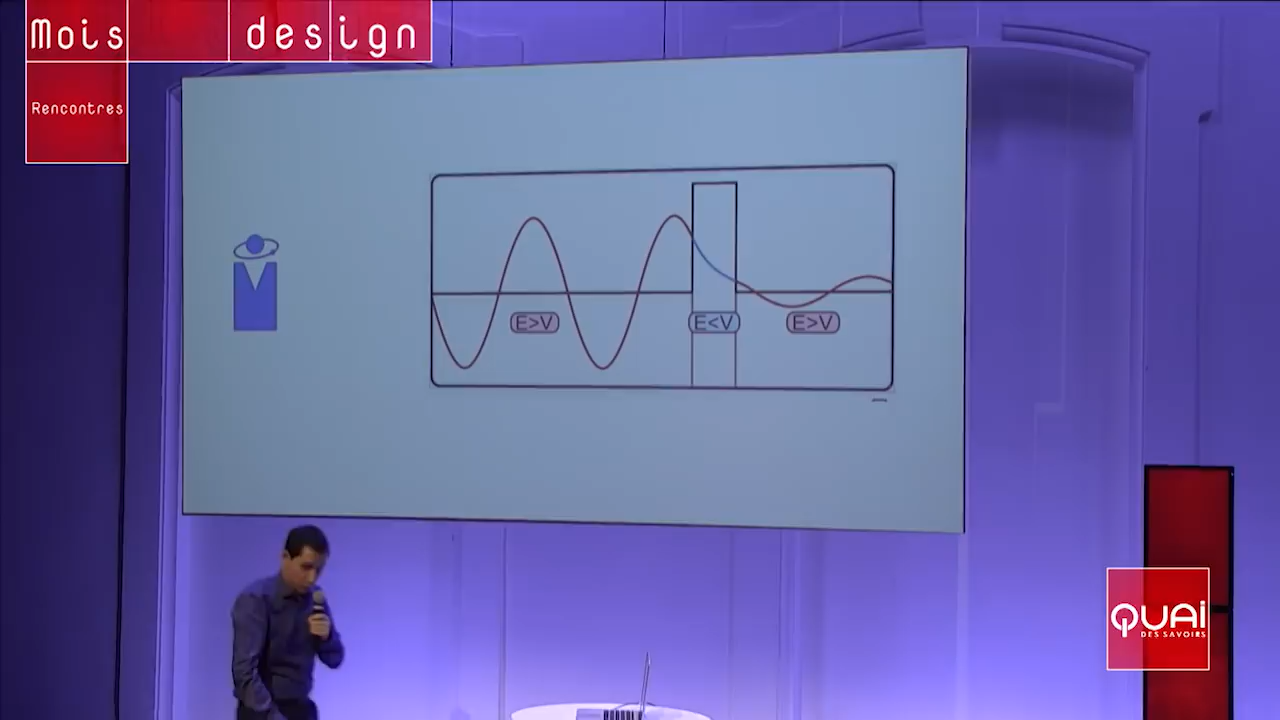 Mois design
Rencontres
E>V E<V E>V
QUAi
DES SAVOIRS